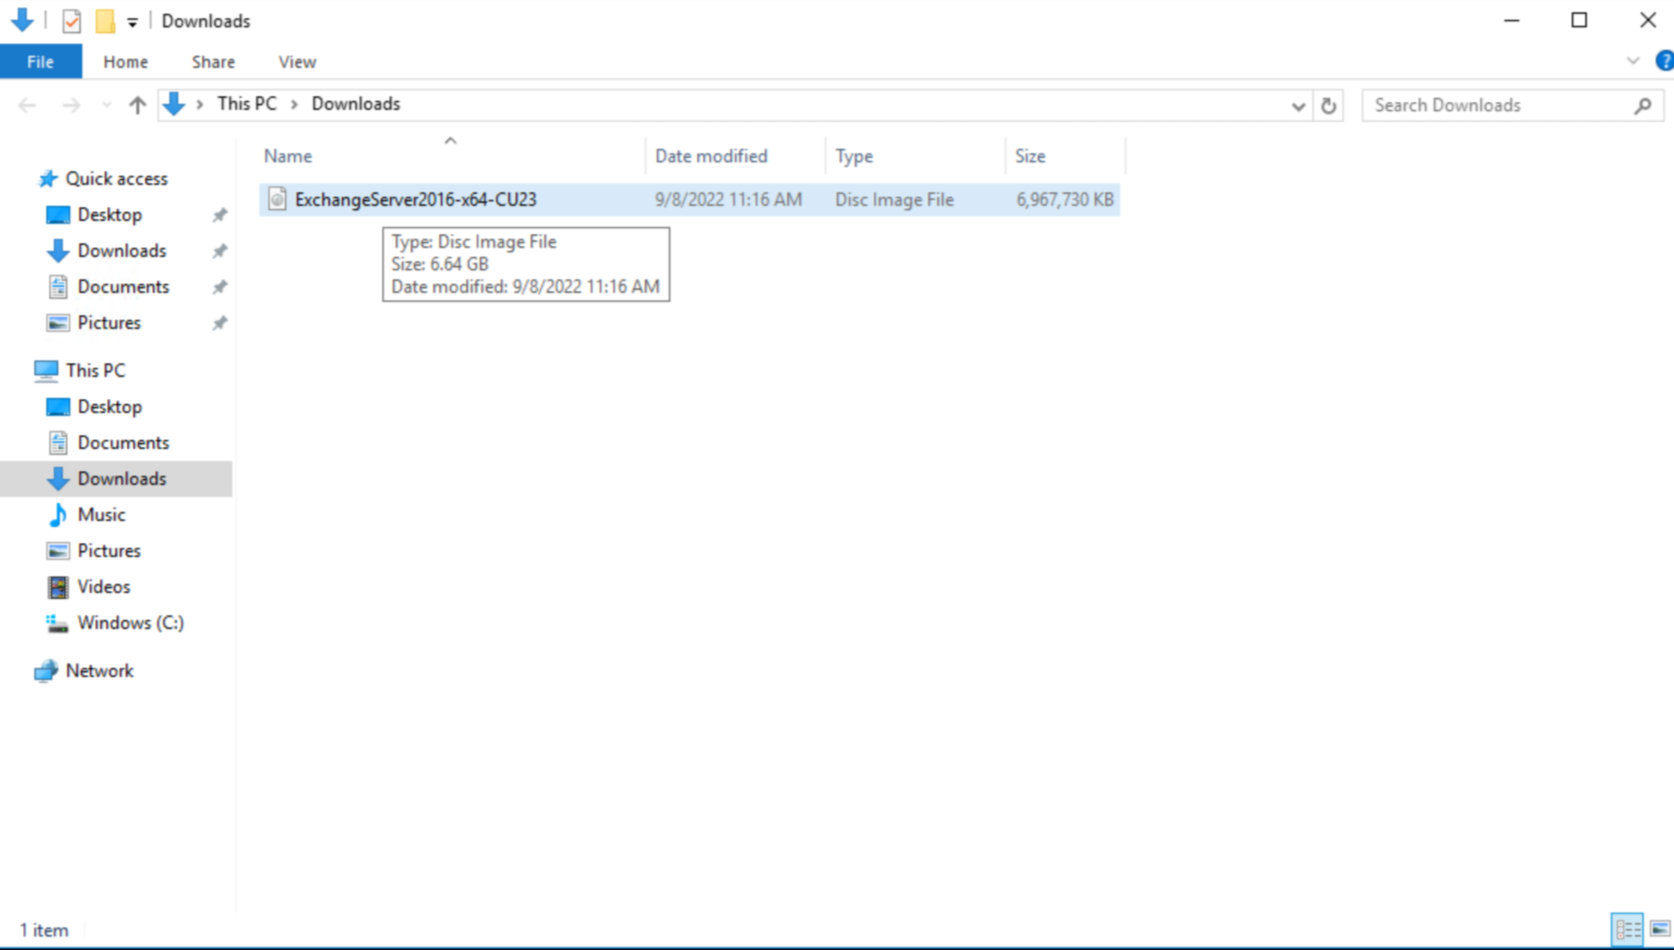 Downloads
File Home Share View
This PC Downloads
Search Downloads
Name Date modified Type Size
ExchangeServer2016-x64-CU23 9/8/2022 11:16 AM Disc Image File 6,967,730 KB
Type: Disc Image File
Size: 6.64 GB
Date modified: 9/8/2022 11:16 AM
Quick access
Desktop
Downloads
Documents
Pictures
This PC
Desktop
Documents
Downloads
Music
Pictures
Videos
Windows (C:)
Network
1 item